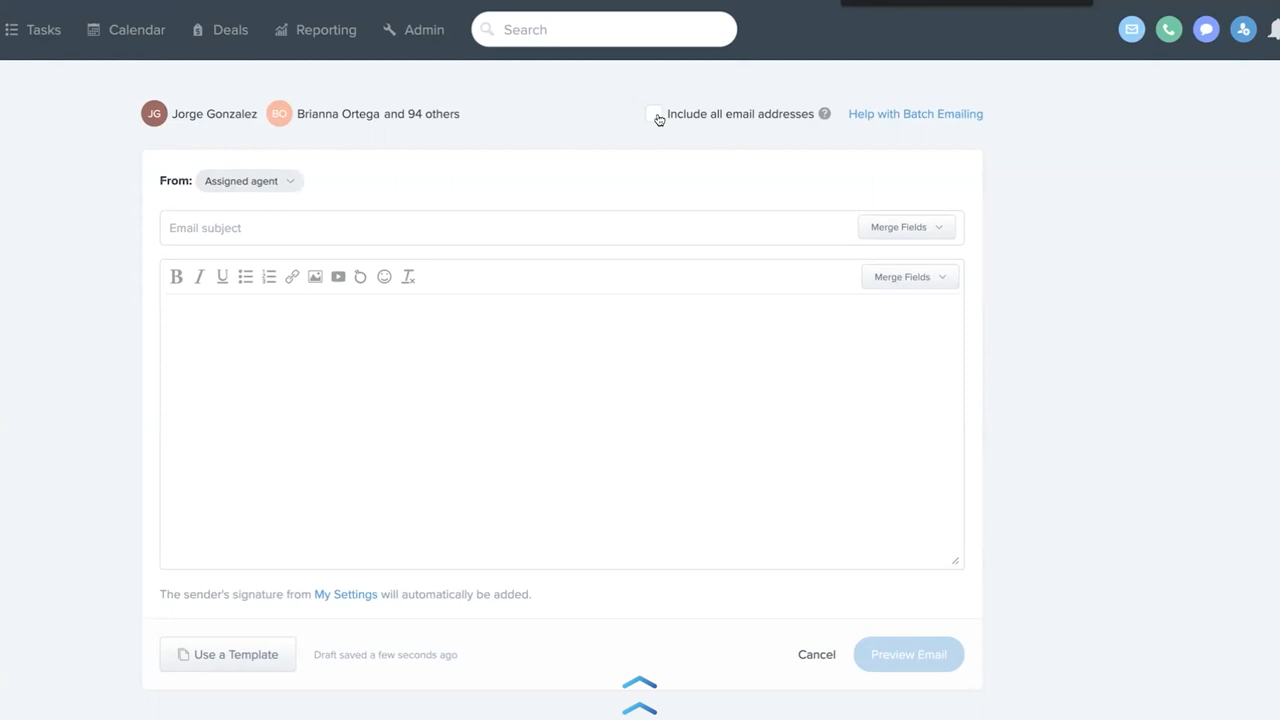 Tasks Calendar Deals Reporting Admin Search
JG Jorge Gonzalez BO Brianna Ortega and 94 others Include all email addresses ? Help with Batch Emailing
From: Assigned agent
Email subject Merge Fields
B I U Merge Fields
The sender's signature from My Settings will automatically be added.
Use a Template Draft saved a few seconds ago Cancel Preview Email